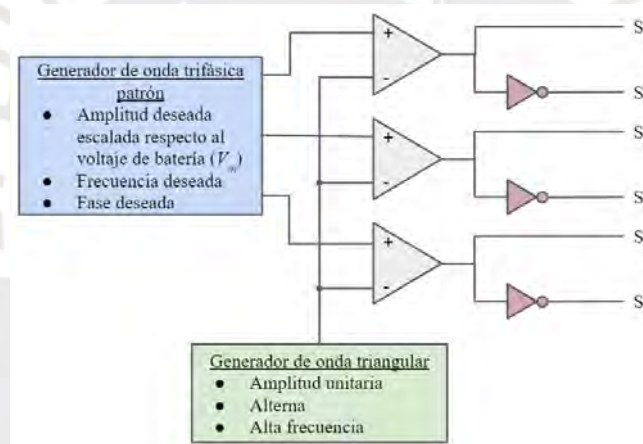 S
Generador de onda trifásica
patrón
● Amplitud deseada
escalada respecto al
voltaje de batería (Vm)
● Frecuencia deseada
● Fase deseada
+
-
S
S
+
-
S
S
+
-
S
Generador de onda triangular
● Amplitud unitaria
● Alterna
● Alta frecuencia